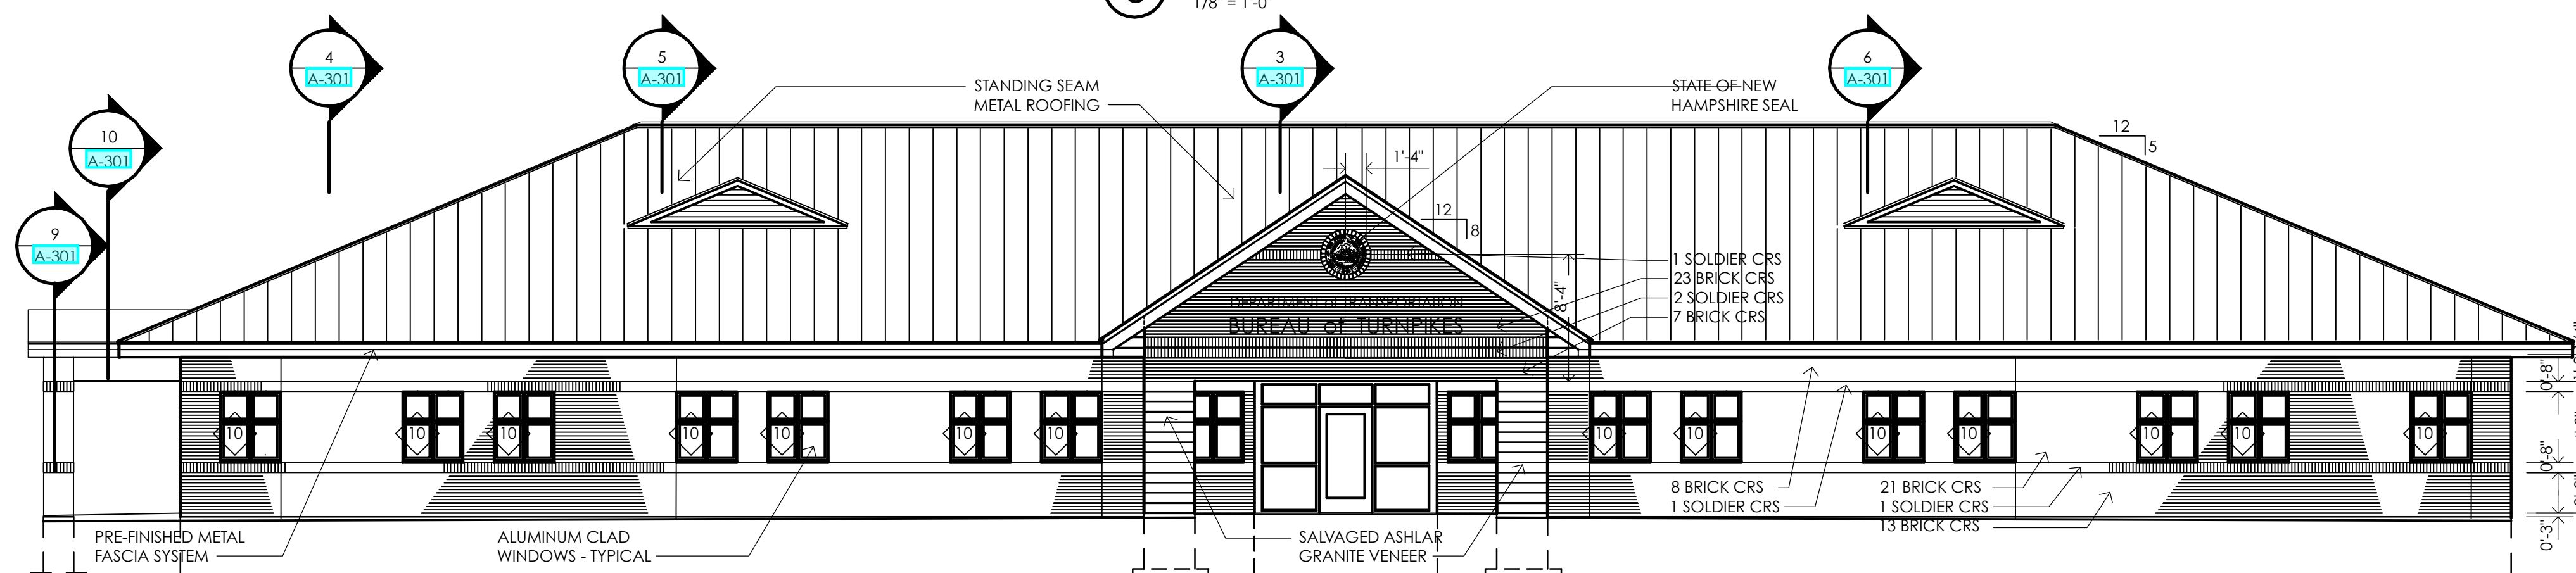 1/8" = 1'-0"
4
A-301
5
A-301
3
A-301
6
A-301
10
A-301
9
A-301
STANDING SEAM
METAL ROOFING
STATE OF NEW
HAMPSHIRE SEAL
12
5
1'-4"
12
8
1 SOLDIER CRS
23 BRICK CRS
2 SOLDIER CRS
7 BRICK CRS
8'-4"
DEPARTMENT of TRANSPORTATION
BUREAU of TURNPIKES
10 10 10 10 10 10 10 10 10 10 10 10 10 10
0'-8"
0'-8"
0'-3"
8 BRICK CRS
1 SOLDIER CRS
21 BRICK CRS
1 SOLDIER CRS
13 BRICK CRS
PRE-FINISHED METAL
FASCIA SYSTEM
ALUMINUM CLAD
WINDOWS - TYPICAL
SALVAGED ASHLAR
GRANITE VENEER